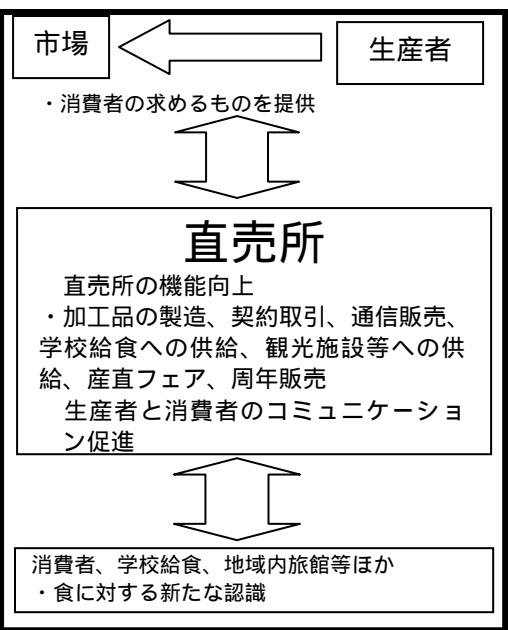 市場
生産者
・消費者の求めるものを提供
直売所
直売所の機能向上
・加工品の製造、契約取引、通信販売、
学校給食への供給、観光施設等への供
給、産直フェア、周年販売
生産者と消費者のコミュニケーショ
ン促進
消費者、学校給食、地域内旅館等ほか
・食に対する新たな認識